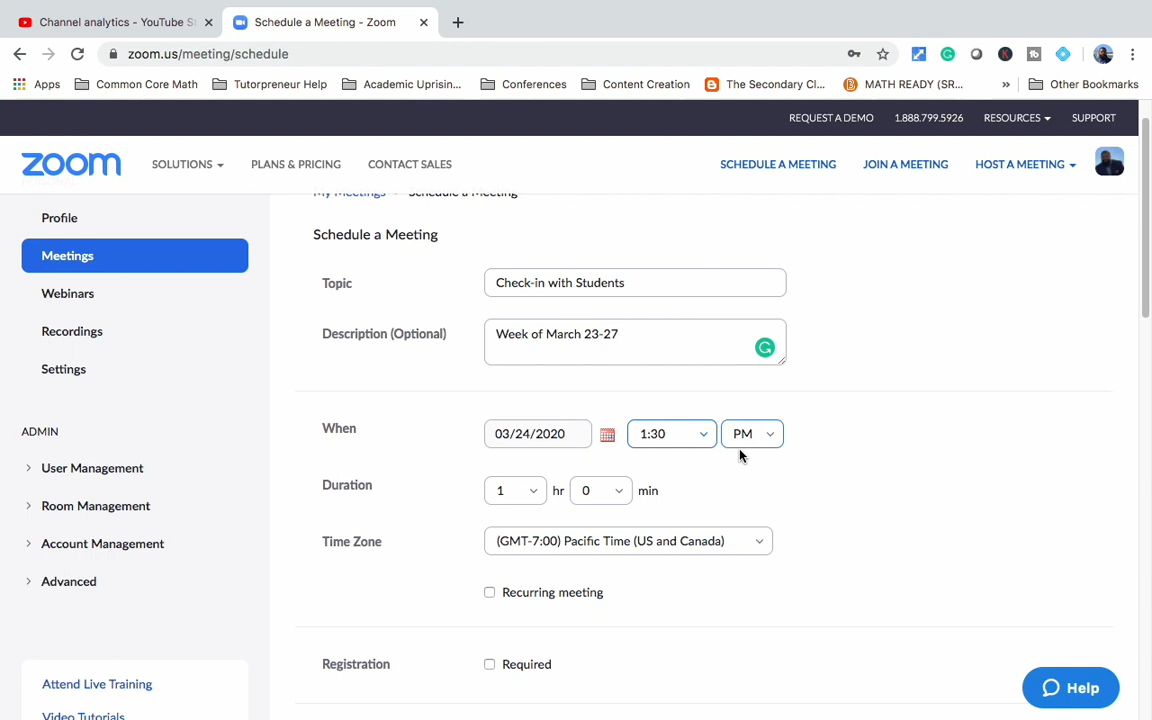 Channel analytics - YouTube S
Schedule a Meeting - Zoom
zoom.us/meeting/schedule
Apps
Common Core Math
Tutorpreneur Help
Academic Uprisin...
Conferences
Content Creation
The Secondary Cl...
MATH READY (SR...
»
Other Bookmarks
REQUEST A DEMO
1.888.799.5926
RESOURCES
SUPPORT
zoom
SOLUTIONS
PLANS & PRICING
CONTACT SALES
SCHEDULE A MEETING
JOIN A MEETING
HOST A MEETING
Profile
Meetings
Webinars
Recordings
Settings
ADMIN
User Management
Room Management
Account Management
Advanced
Attend Live Training
Video Tutorials
My Meetings
Schedule a Meeting
Schedule a Meeting
Topic
Check-in with Students
Description (Optional)
Week of March 23-27
When
03/24/2020
1:30
PM
Duration
1
hr
0
min
Time Zone
(GMT-7:00) Pacific Time (US and Canada)
Recurring meeting
Registration
Required
Help